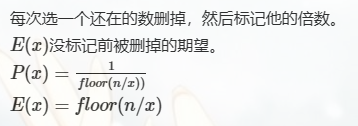 每次选一个还在的数删掉，然后标记他的倍数。
E(x)没标记前被删掉的期望。
P(x) = 1/floor(n/x))
E(x) = floor(n/x)